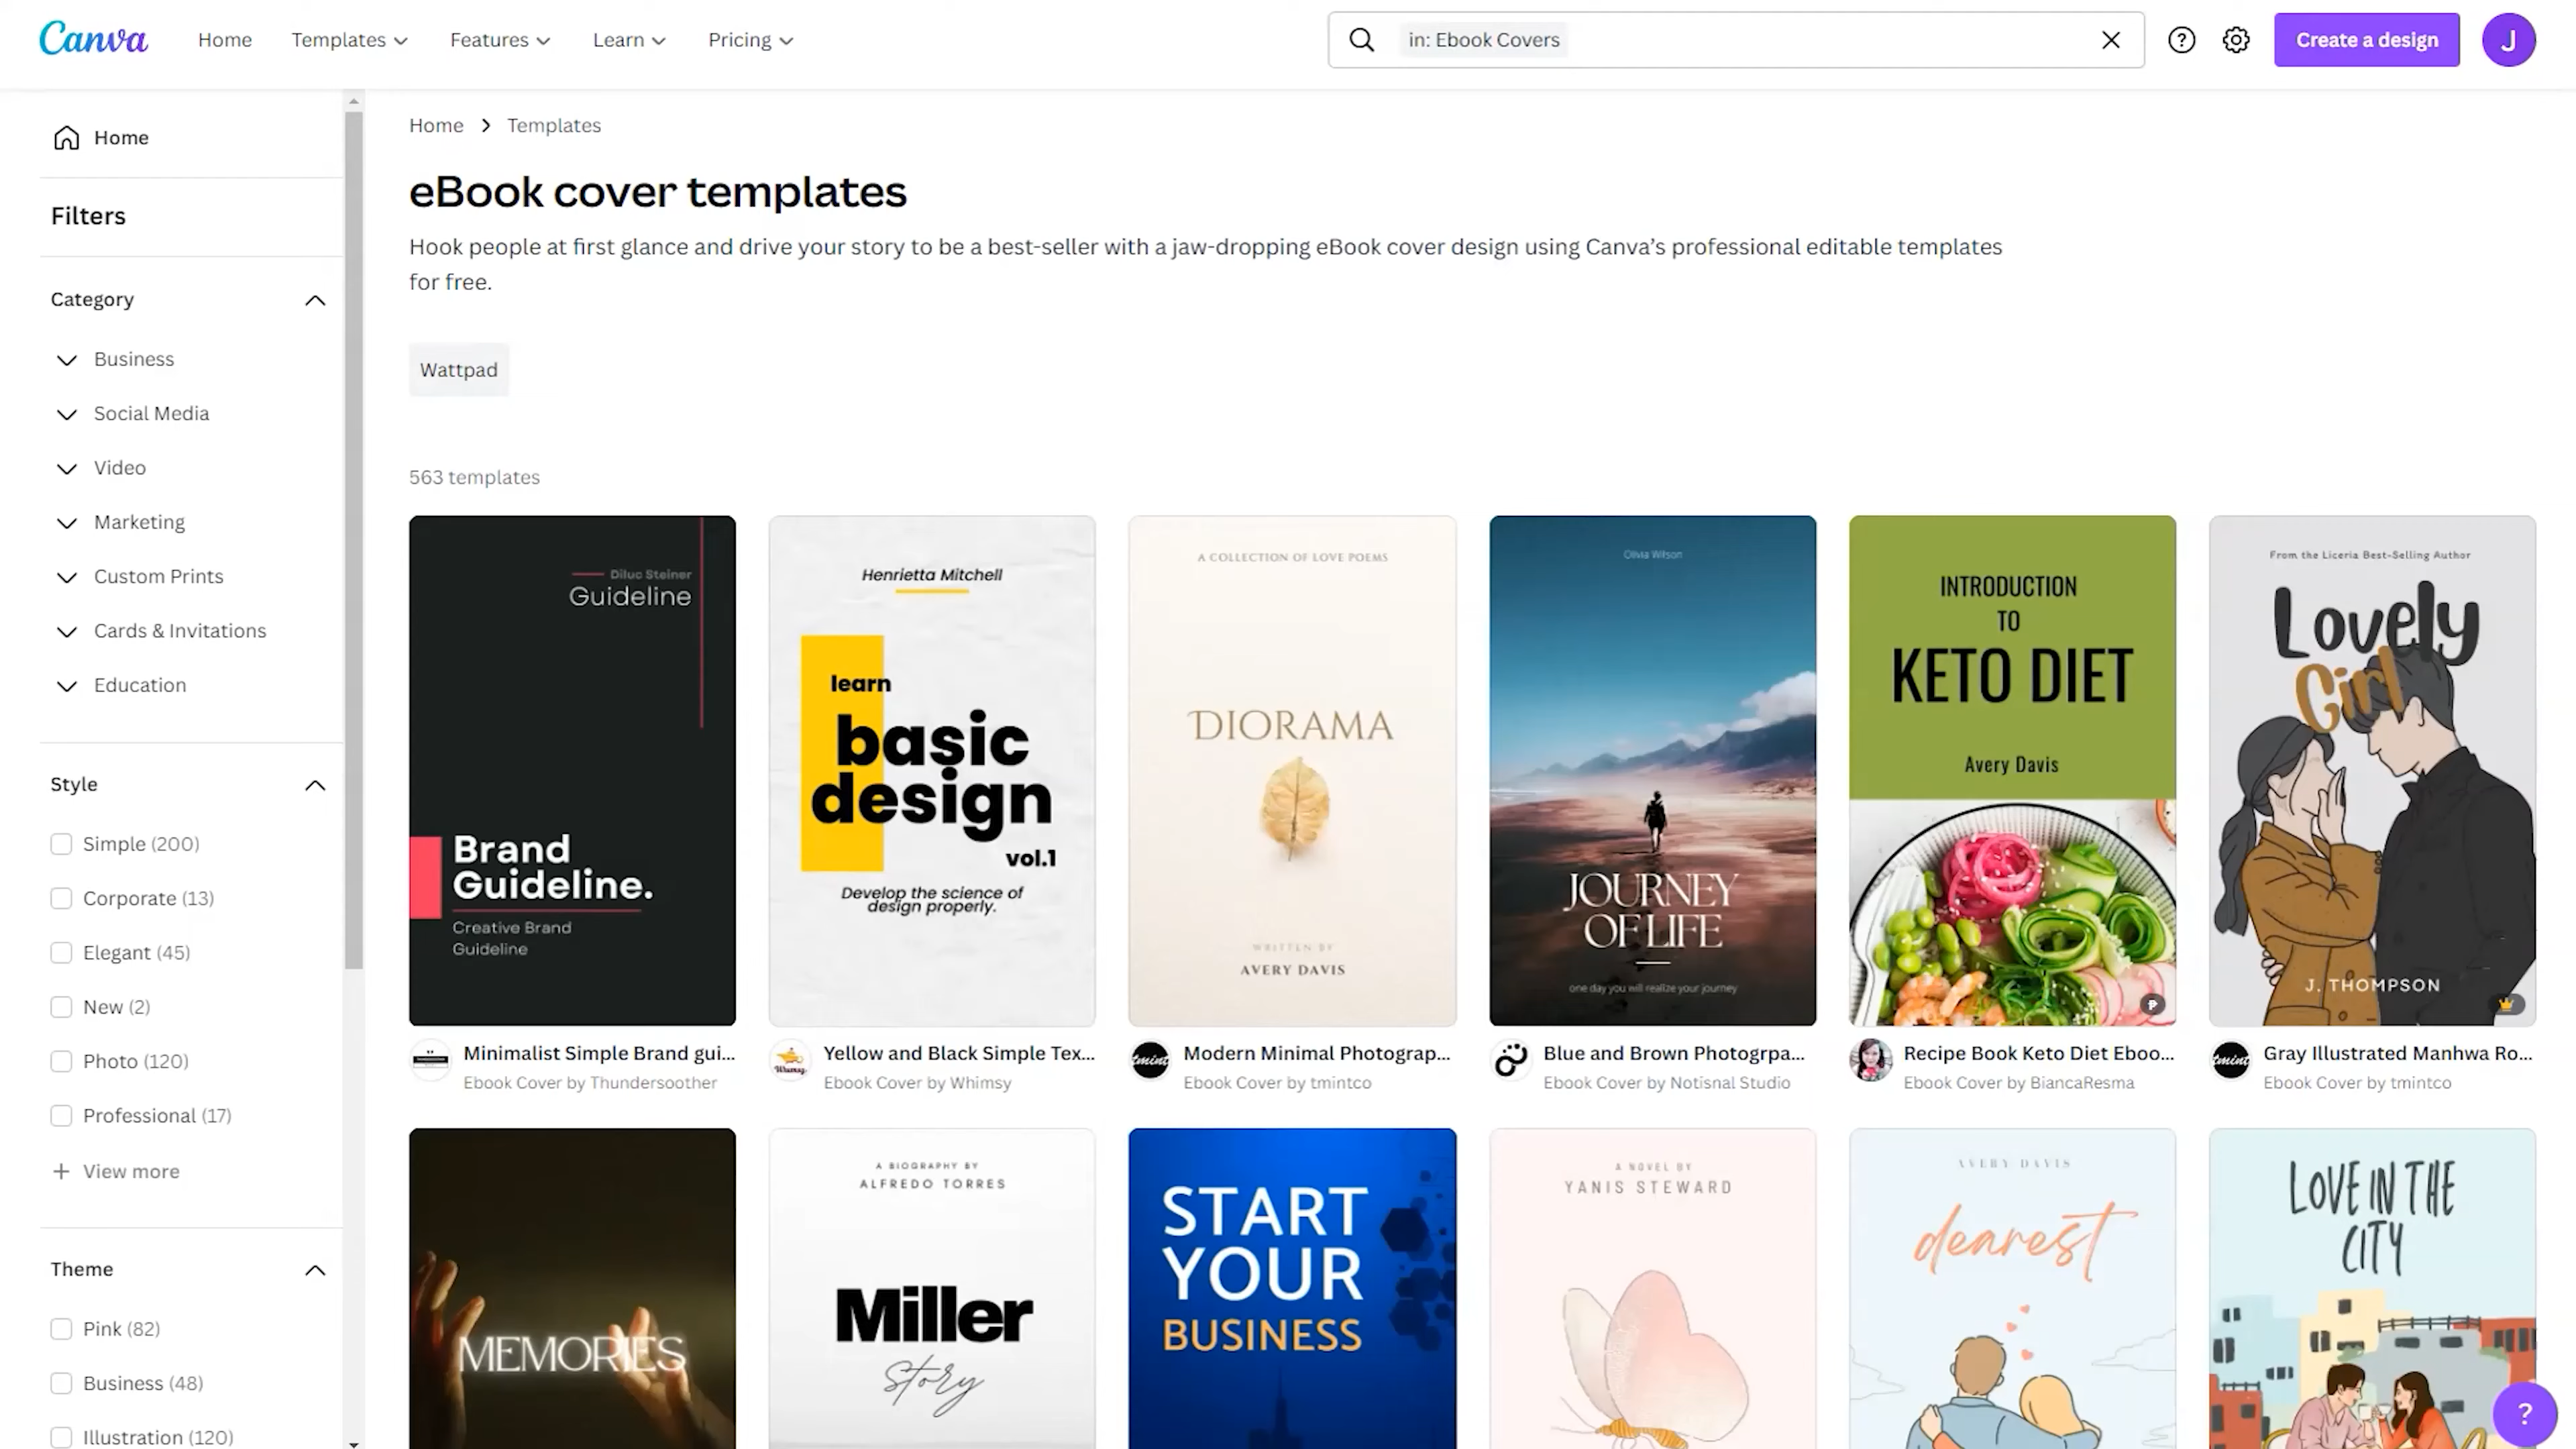 Canva
Home
Templates
Features
Learn
Pricing
in: Ebook Covers
Create a design
J
Home
Filters
Category
Business
Social Media
Video
Marketing
Custom Prints
Cards & Invitations
Education
Style
Simple (200)
Corporate (13)
Elegant (45)
New (2)
Photo (120)
Professional (17)
+ View more
Theme
Pink (82)
Business (48)
Illustration (120)
Home > Templates
eBook cover templates
Hook people at first glance and drive your story to be a best-seller with a jaw-dropping eBook cover design using Canva’s professional editable templates
for free.
Wattpad
563 templates
Diluc Steiner
Guideline
Brand
Guideline.
Creative Brand
Guideline
Minimalist Simple Brand gui...
Ebook Cover by Thundersoother
Henrietta Mitchell
learn
basic
design
vol.1
Develop the science of
design properly.
Whimsy
Yellow and Black Simple Tex...
Ebook Cover by Whimsy
A COLLECTION OF LOVE POEMS
DIORAMA
WRITTEN BY
AVERY DAVIS
tmint
Modern Minimal Photograp...
Ebook Cover by tmintco
Olivia Wilson
JOURNEY
OF LIFE
one day you will realize your journey
Blue and Brown Photogrpa...
Ebook Cover by Notisnal Studio
INTRODUCTION
TO
KETO DIET
Avery Davis
Recipe Book Keto Diet Eboo...
Ebook Cover by BiancaResma
From the Liceria Best-Selling Author
Lovely
Girl
J. THOMPSON
tmint
Gray Illustrated Manhwa Ro...
Ebook Cover by tmintco
MEMORIES
A BIOGRAPHY BY
ALFREDO TORRES
Miller
Story
START
YOUR
BUSINESS
A NOVEL BY
YANIS STEWARD
AVERY DAVIS
dearest
LOVE IN THE
CITY
?